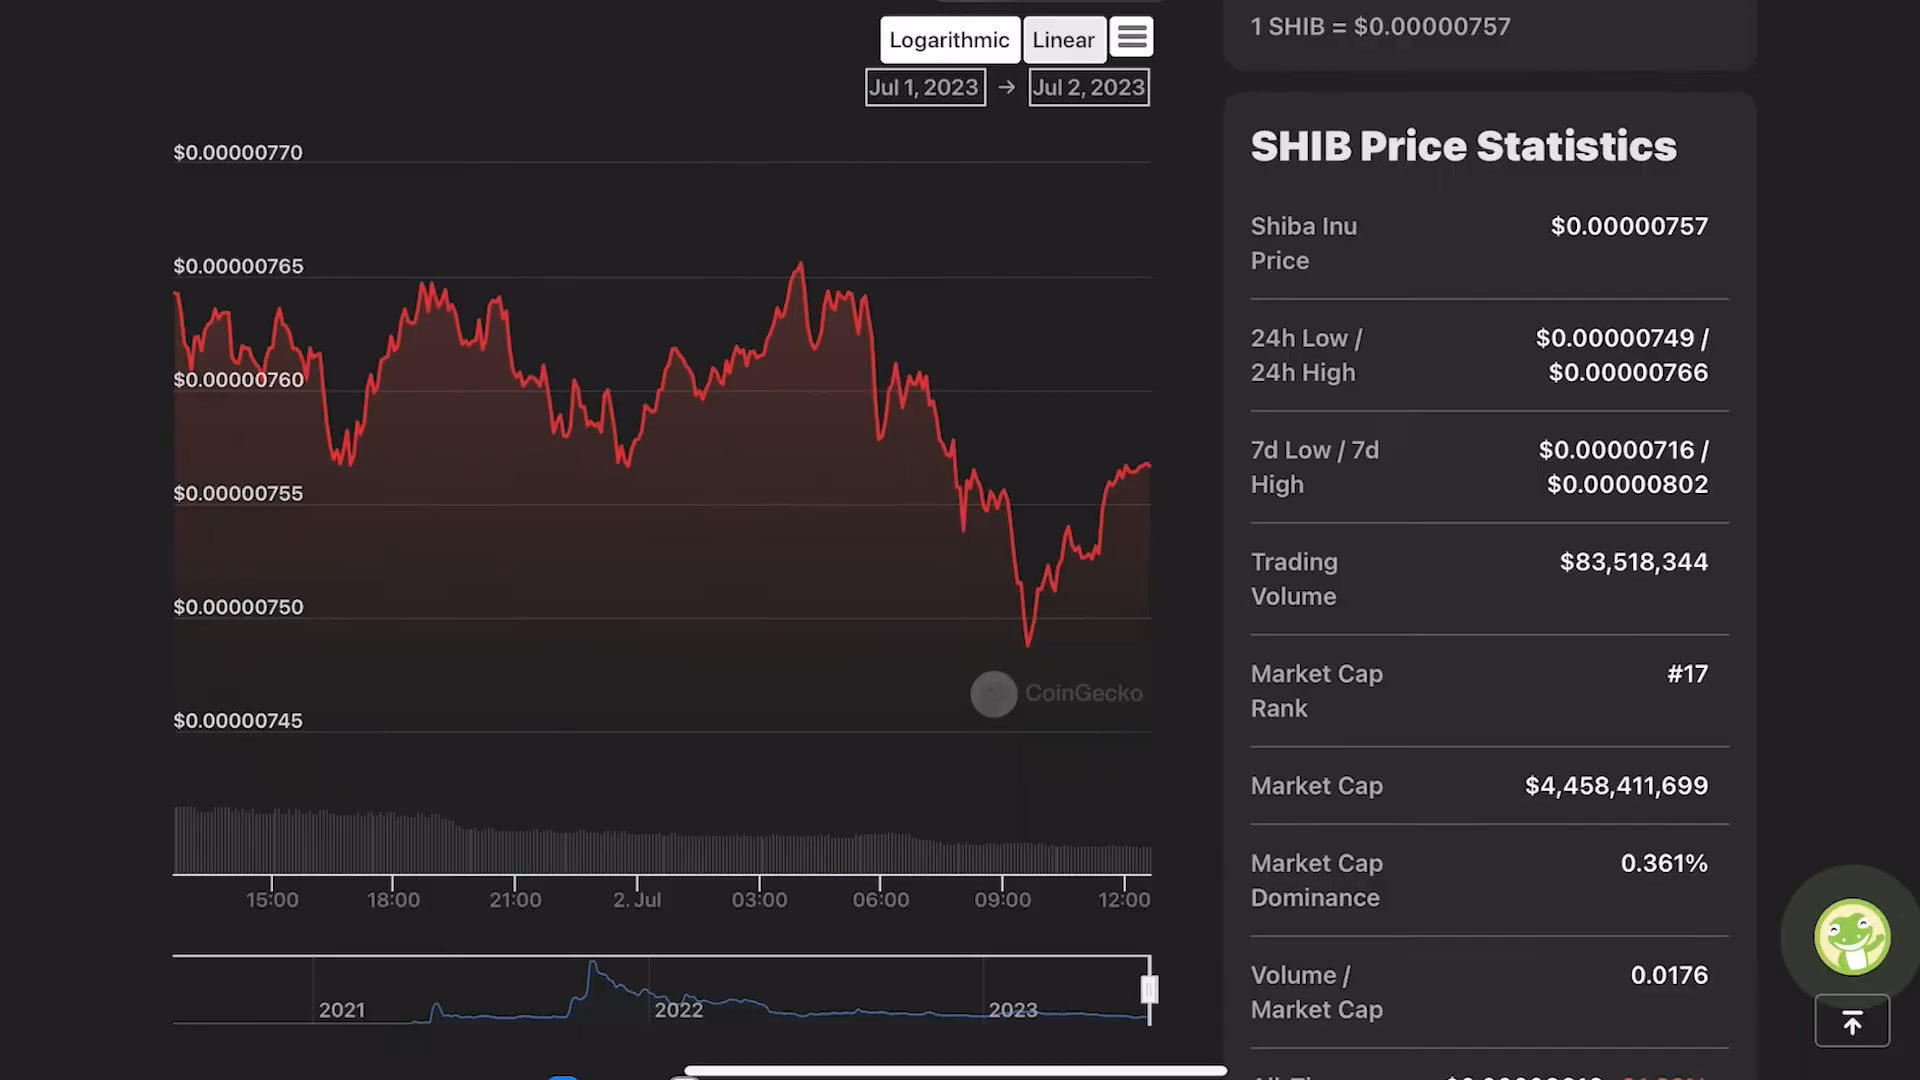 Logarithmic Linear
Jul 1, 2023 → Jul 2, 2023
$0.00000770
$0.00000765
$0.00000760
$0.00000755
$0.00000750
$0.00000745
CoinGecko
15:00 18:00 21:00 2. Jul 03:00 06:00 09:00 12:00
2021 2022 2023
1 SHIB = $0.00000757
SHIB Price Statistics
Shiba Inu $0.00000757
Price
24h Low / $0.00000749 /
24h High $0.00000766
7d Low / 7d $0.00000716 /
High $0.00000802
Trading $83,518,344
Volume
Market Cap #17
Rank
Market Cap $4,458,411,699
Market Cap 0.361%
Dominance
Volume / 0.0176
Market Cap